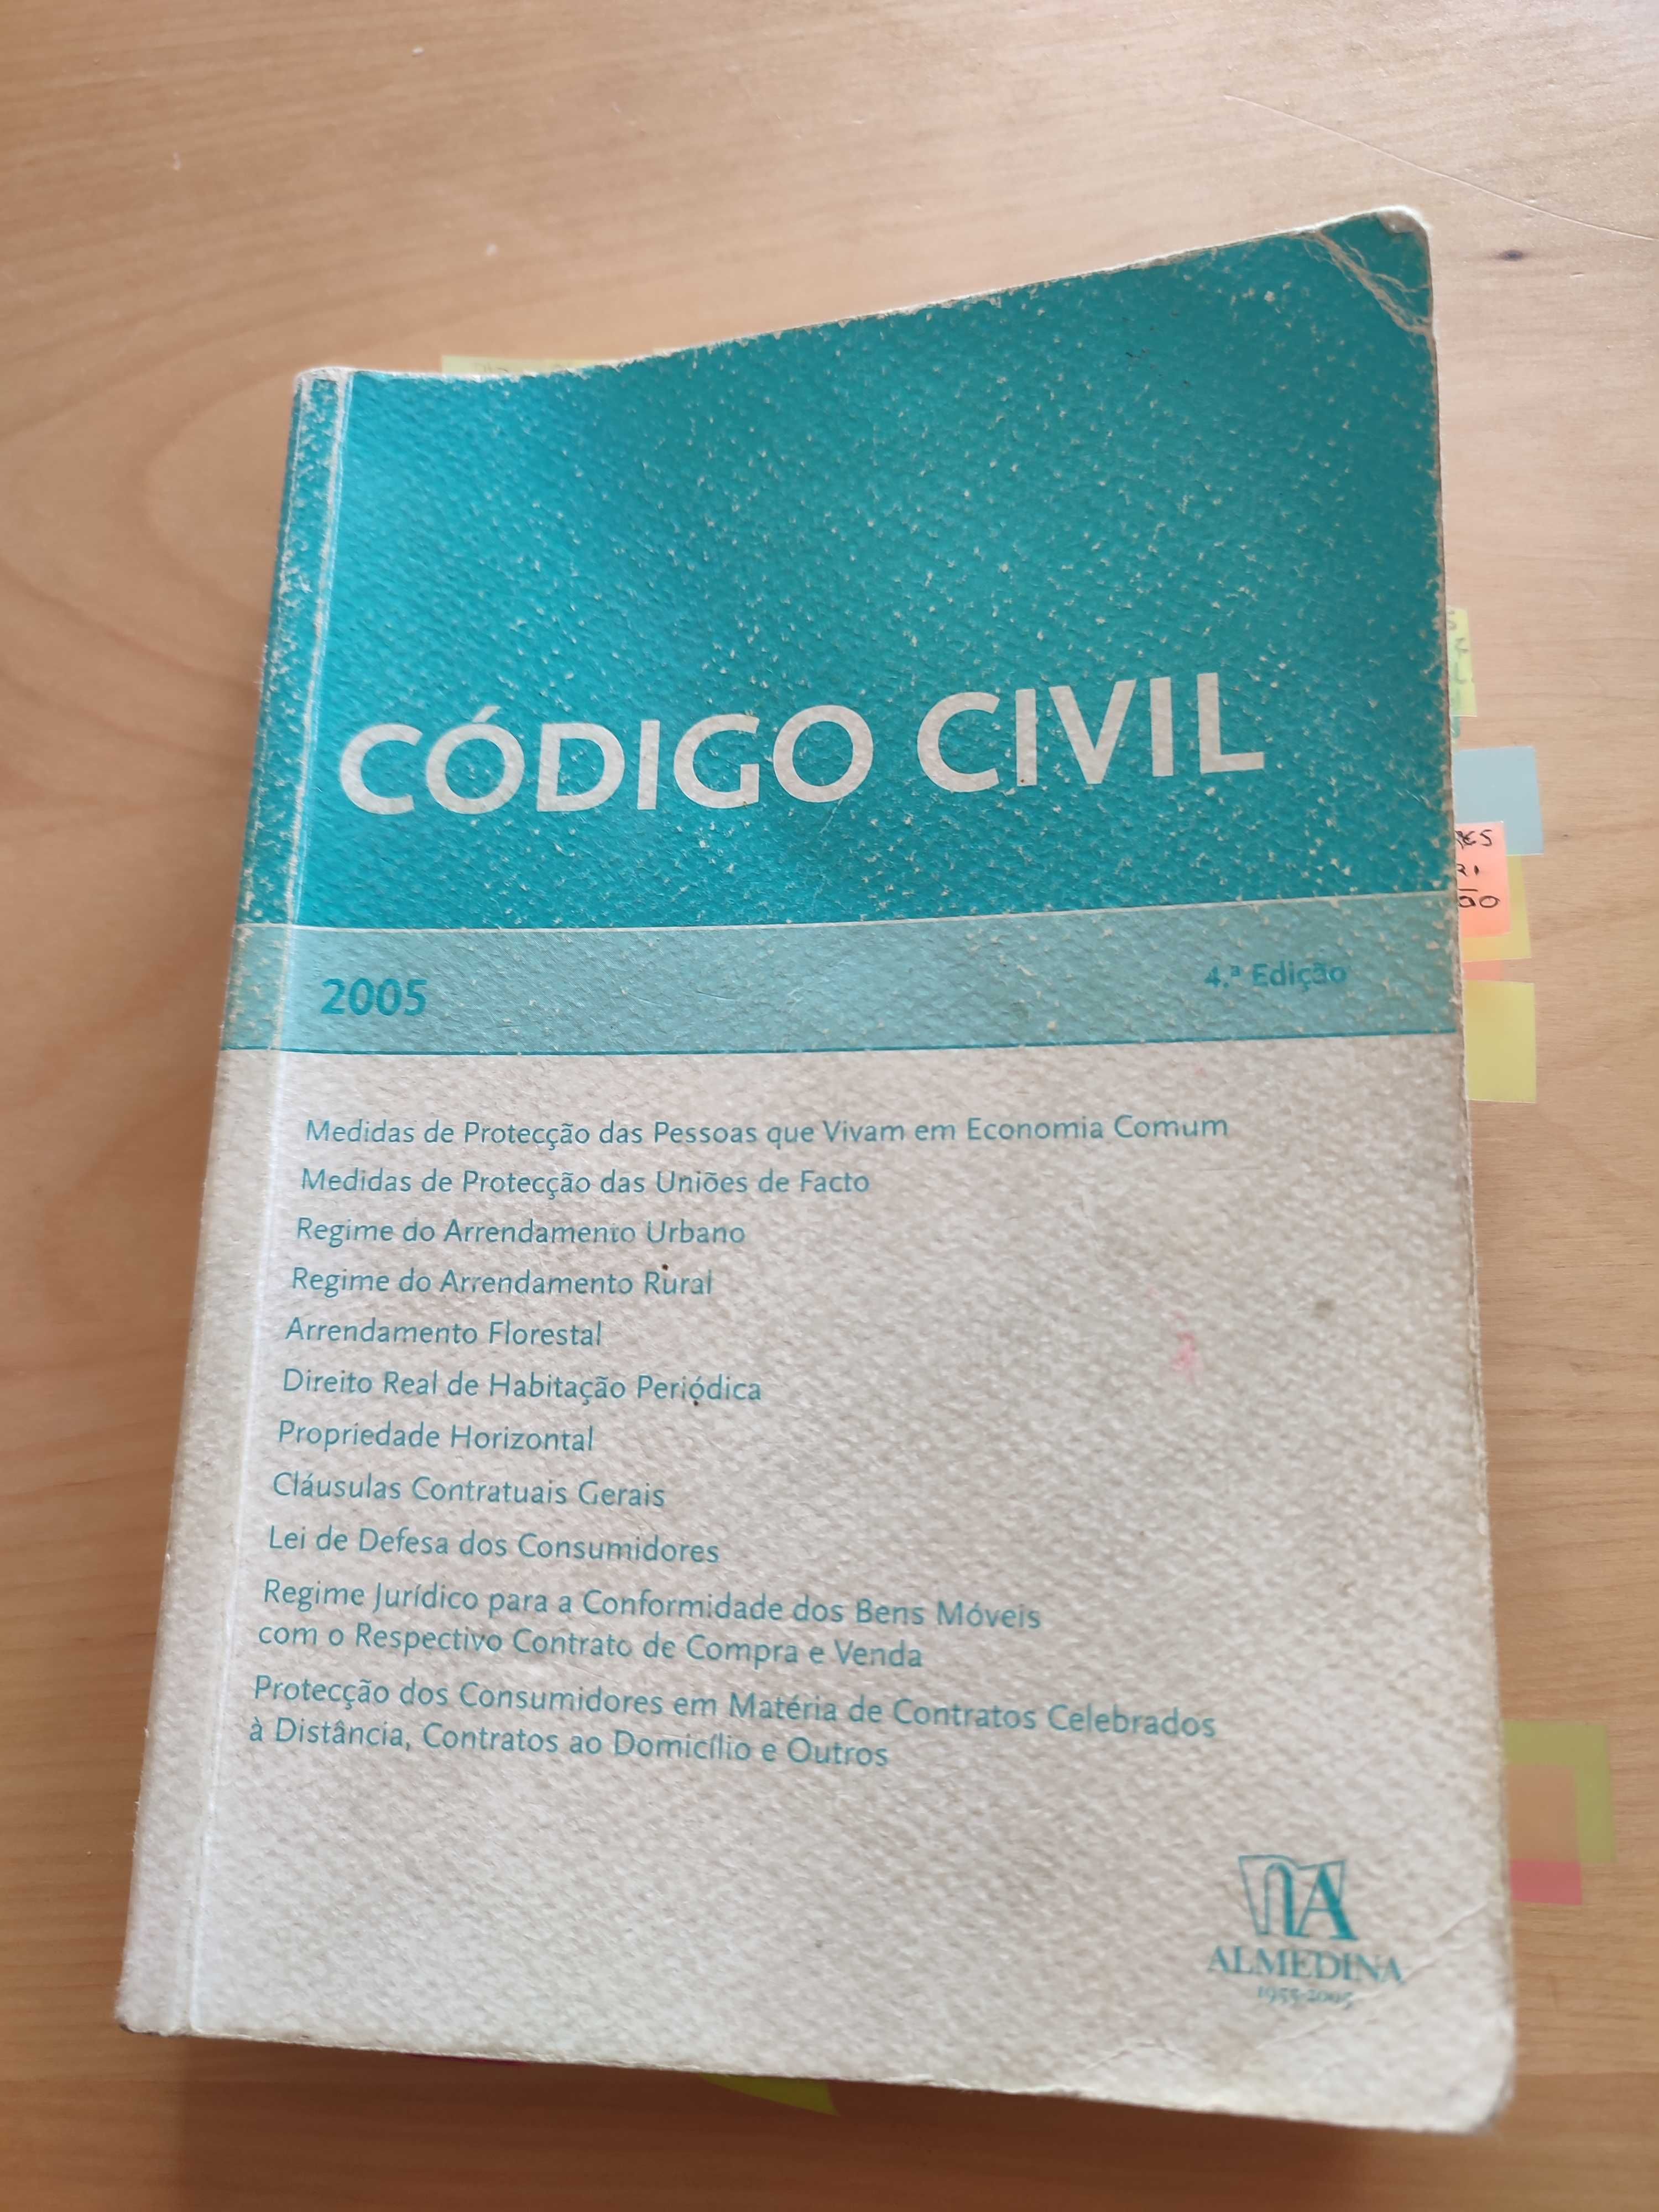 CÓDIGO CIVIL
2005
4.ª Edição
Medidas de Protecção das Pessoas que Vivam em Economia Comum
Medidas de Protecção das Uniões de Facto
Regime do Arrendamento Urbano
Regime do Arrendamento Rural
Arrendamento Florestal
Direito Real de Habitação Periódica
Propriedade Horizontal
Cláusulas Contratuais Gerais
Lei de Defesa dos Consumidores
Regime Jurídico para a Conformidade dos Bens Móveis
com o Respectivo Contrato de Compra e Venda
Protecção dos Consumidores em Matéria de Contratos Celebrados
à Distância, Contratos ao Domicílio e Outros
ALMEDINA
1955-2005